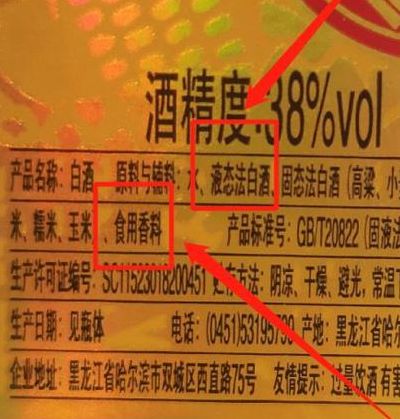 酒精度:38%vol
产品名称：白酒 原料与辅料：水、液态法白酒、固态法白酒（高粱、小
米、糯米、玉米）、食用香料 产品标准号：GB/T20822（固液法
生产许可证编号：SC11523018200451 贮存方法：阴凉、干燥、避光，常温下
生产日期：见瓶体 电话：(0451)53195739 产地：黑龙江省哈尔
企业地址：黑龙江省哈尔滨市双城区西直路75号 友情提示：过量饮酒有害